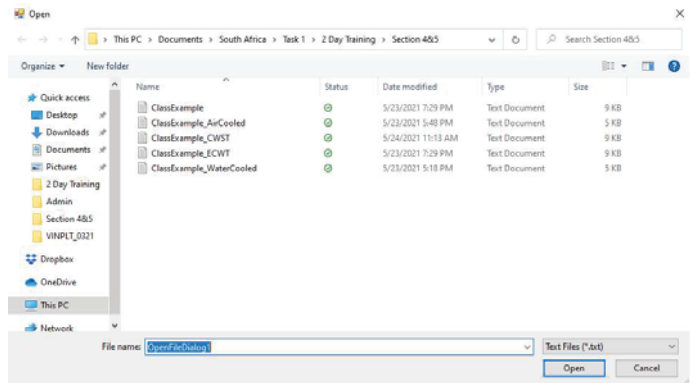 Open
This PC > Documents > South Africa > Task 1 > 2 Day Training > Section 4&5
Search Section 4&5
Organize
New folder
Name Status Date modified Type Size
Quick access
Desktop
Downloads
Documents
Pictures
2 Day Training
Admin
Section 4&5
VINPLT_0321
Dropbox
OneDrive
This PC
Network
ClassExample 5/23/2021 7:29 PM Text Document 9 KB
ClassExample_AirCooled 5/23/2021 5:48 PM Text Document 5 KB
ClassExample_CWST 5/24/2021 11:13 AM Text Document 9 KB
ClassExample_ECWT 5/23/2021 7:29 PM Text Document 9 KB
ClassExample_WaterCooled 5/23/2021 5:18 PM Text Document 5 KB
File name: OpenFileDialog1 Text Files (*.txt)
Open Cancel